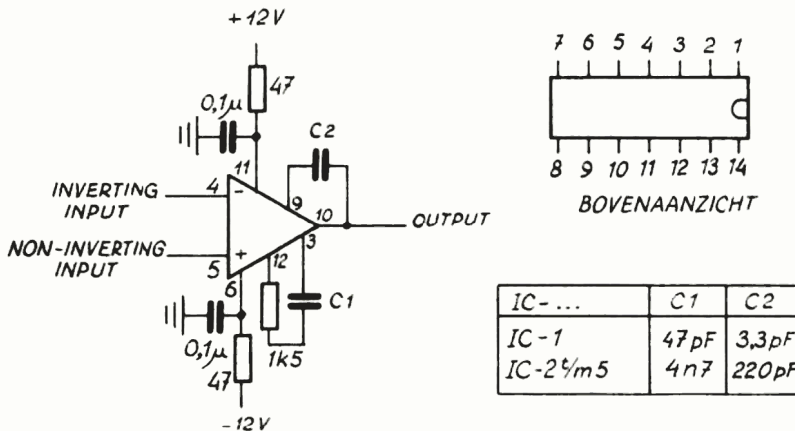 +12V
47
0,1µ
C2
11
INVERTING
INPUT
4
-
9
10
OUTPUT
NON-INVERTING
INPUT
5
+
3
12
6
C1
0,1µ
47
1k5
-12V
7 6 5 4 3 2 1
8 9 10 11 12 13 14
BOVENAANZICHT
IC-... C1 C2
IC-1 47pF 3,3pF
IC-2 t/m 5 4n7 220pF